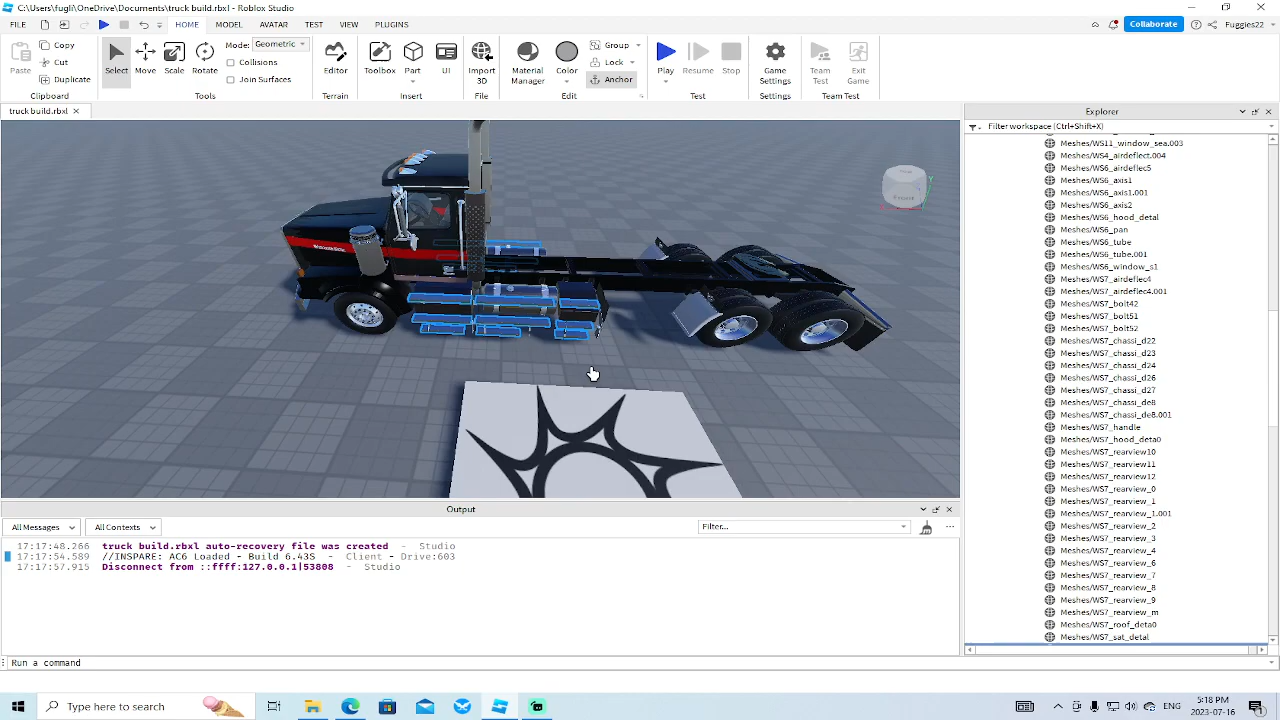 C:\Users\fugli\OneDrive\Documents\truck build.rbxl - Roblox Studio
FILE
HOME
MODEL
AVATAR
TEST
VIEW
PLUGINS
Collaborate
Fuggies22
Paste
Copy
Cut
Duplicate
Clipboard
Select
Move
Scale
Rotate
Mode:
Geometric
Collisions
Join Surfaces
Tools
Editor
Terrain
Toolbox
Part
UI
Insert
Import
3D
File
Material
Manager
Color
Group
Lock
Anchor
Edit
Play
Resume
Stop
Test
Game
Settings
Settings
Team
Test
Exit
Game
Team Test
truck build.rbxl
Explorer
Filter workspace (Ctrl+Shift+X)
Meshes/WS11_window_sea.003
Meshes/WS4_airdeflect.004
Meshes/WS6_airdeflec5
Meshes/WS6_axis1
Meshes/WS6_axis1.001
Meshes/WS6_axis2
Meshes/WS6_hood_detal
Meshes/WS6_pan
Meshes/WS6_tube
Meshes/WS6_tube.001
Meshes/WS6_window_s1
Meshes/WS7_airdeflec4
Meshes/WS7_airdeflec4.001
Meshes/WS7_bolt42
Meshes/WS7_bolt51
Meshes/WS7_bolt52
Meshes/WS7_chassi_d22
Meshes/WS7_chassi_d23
Meshes/WS7_chassi_d24
Meshes/WS7_chassi_d26
Meshes/WS7_chassi_d27
Meshes/WS7_chassi_de8
Meshes/WS7_chassi_de8.001
Meshes/WS7_handle
Meshes/WS7_hood_deta0
Meshes/WS7_rearview10
Meshes/WS7_rearview11
Meshes/WS7_rearview12
Meshes/WS7_rearview_0
Meshes/WS7_rearview_1
Meshes/WS7_rearview_1.001
Meshes/WS7_rearview_2
Meshes/WS7_rearview_3
Meshes/WS7_rearview_4
Meshes/WS7_rearview_6
Meshes/WS7_rearview_7
Meshes/WS7_rearview_8
Meshes/WS7_rearview_9
Meshes/WS7_rearview_m
Meshes/WS7_roof_deta0
Meshes/WS7_sat_detal
Output
All Messages
All Contexts
Filter...
17:17:48.266 truck build.rbxl auto-recovery file was created - Studio
17:17:54.589 //INSPARE: AC6 Loaded - Build 6.43S - Client - Drive:603
17:17:57.915 Disconnect from ::ffff:127.0.0.1|53808 - Studio
Run a command
Type here to search
ENG
5:18 PM
2023-07-16